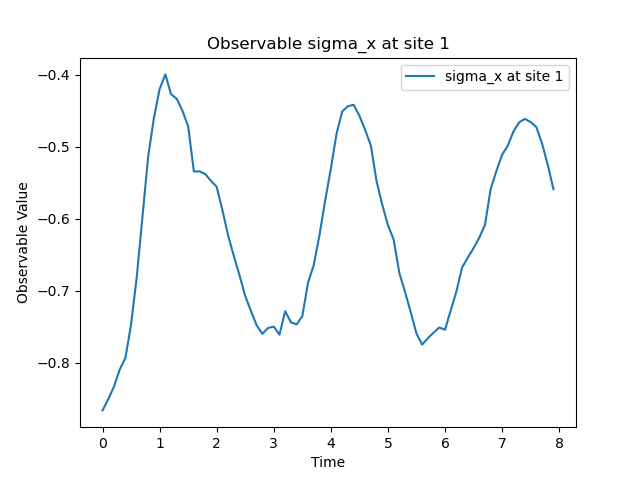 Observable sigma_x at site 1
sigma_x at site 1
−0.4
−0.5
−0.6
−0.7
−0.8
Observable Value
0 1 2 3 4 5 6 7 8
Time